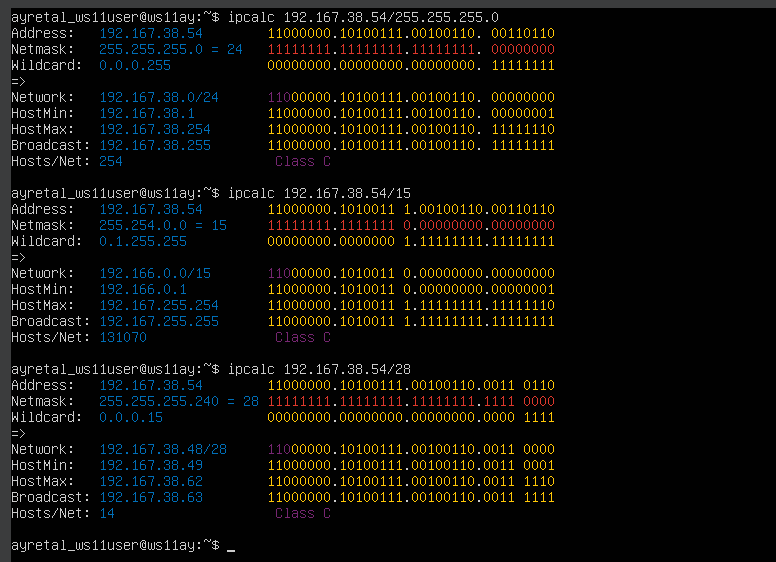 ayretal_ws11user@ws11ay:~$ ipcalc 192.167.38.54/255.255.255.0
Address:   192.167.38.54        11000000.10100111.00100110. 00110110
Netmask:   255.255.255.0 = 24   11111111.11111111.11111111. 00000000
Wildcard:  0.0.0.255            00000000.00000000.00000000. 11111111
=>
Network:   192.167.38.0/24      11000000.10100111.00100110. 00000000
HostMin:   192.167.38.1         11000000.10100111.00100110. 00000001
HostMax:   192.167.38.254       11000000.10100111.00100110. 11111110
Broadcast: 192.167.38.255       11000000.10100111.00100110. 11111111
Hosts/Net: 254                   Class C
ayretal_ws11user@ws11ay:~$ ipcalc 192.167.38.54/15
Address:   192.167.38.54        11000000.1010011 1.00100110.00110110
Netmask:   255.254.0.0 = 15     11111111.1111111 0.00000000.00000000
Wildcard:  0.1.255.255          00000000.0000000 1.11111111.11111111
=>
Network:   192.166.0.0/15       11000000.1010011 0.00000000.00000000
HostMin:   192.166.0.1          11000000.1010011 0.00000000.00000001
HostMax:   192.167.255.254      11000000.1010011 1.11111111.11111110
Broadcast: 192.167.255.255      11000000.1010011 1.11111111.11111111
Hosts/Net: 131070                Class C
ayretal_ws11user@ws11ay:~$ ipcalc 192.167.38.54/28
Address:   192.167.38.54        11000000.10100111.00100110.0011 0110
Netmask:   255.255.255.240 = 28 11111111.11111111.11111111.1111 0000
Wildcard:  0.0.0.15             00000000.00000000.00000000.0000 1111
=>
Network:   192.167.38.48/28     11000000.10100111.00100110.0011 0000
HostMin:   192.167.38.49        11000000.10100111.00100110.0011 0001
HostMax:   192.167.38.62        11000000.10100111.00100110.0011 1110
Broadcast: 192.167.38.63        11000000.10100111.00100110.0011 1111
Hosts/Net: 14                    Class C
ayretal_ws11user@ws11ay:~$ _